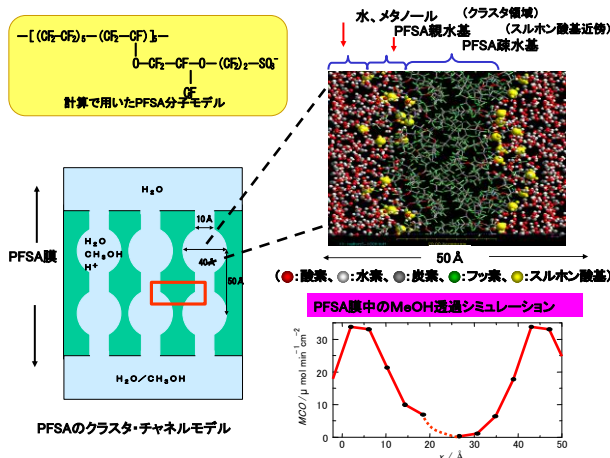 —[(CF₂-CF₂)₅-(CF₂-CF)]₅—
O-CF₂-CF-O-(CF₂)₂-SO₃⁻
CF
計算で用いたPFSA分子モデル
水、メタノール
(クラスタ領域)
PFSA親水基
(スルホン酸基近傍)
PFSA疎水基
50Å
(●:酸素、●:水素、●:炭素、●:フッ素、●:スルホン酸基)
PFSA膜
H₂O
10Å
H₂O
CH₃OH
H⁺
40Å
50Å
H₂O/CH₃OH
PFSAのクラスタ・チャネルモデル
PFSA膜中のMeOH透過シミュレーション
MCO / μ mol min⁻¹ cm⁻²
30
20
10
0
0 10 20 30 40 50
x / Å